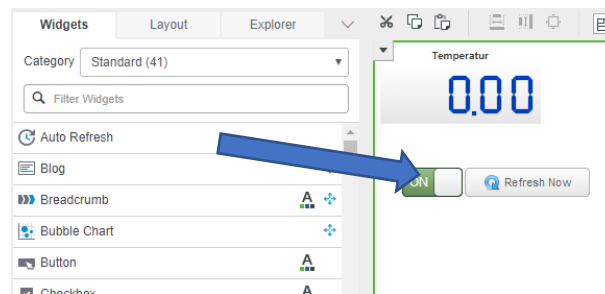 Widgets Layout Explorer
Category Standard (41)
Filter Widgets
Auto Refresh
Blog
Breadcrumb
Bubble Chart
Button
Checkbox
Temperatur
0.00
ON Refresh Now